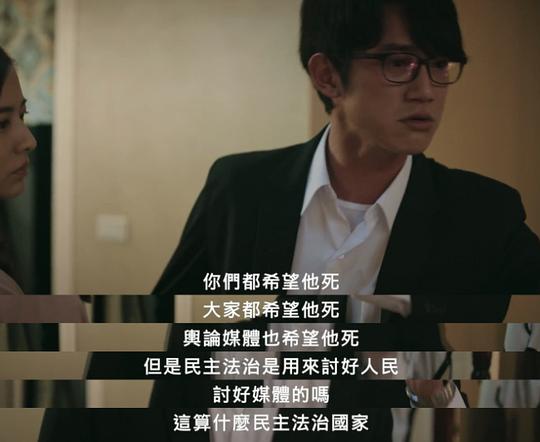 你們都希望他死
大家都希望他死
輿論媒體也希望他死
但是民主法治是用來討好人民
討好媒體的嗎
這算什麼民主法治國家